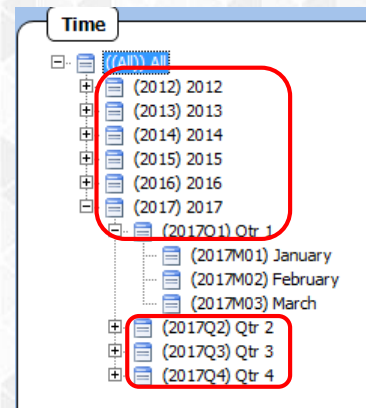 Time
((All)) All
(2012) 2012
(2013) 2013
(2014) 2014
(2015) 2015
(2016) 2016
(2017) 2017
(2017Q1) Qtr 1
(2017M01) January
(2017M02) February
(2017M03) March
(2017Q2) Qtr 2
(2017Q3) Qtr 3
(2017Q4) Qtr 4